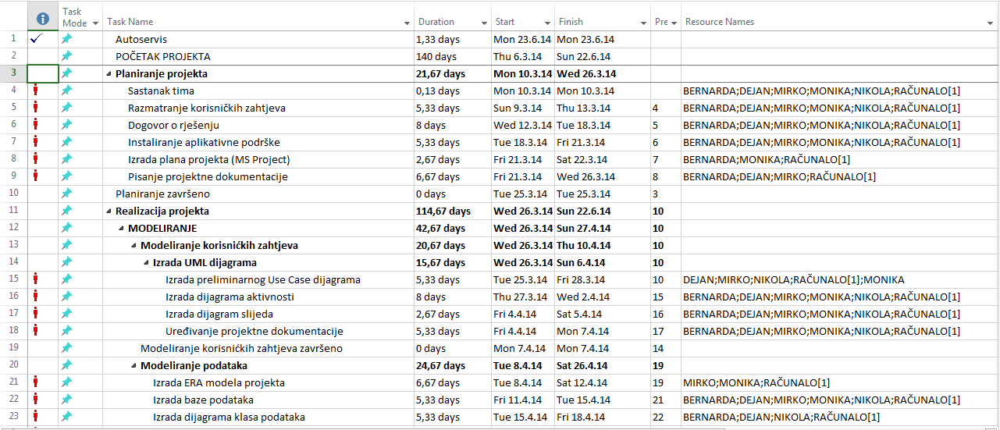 Task Mode Task Name Duration Start Finish Pre Resource Names
1 Autoservis 1,33 days Mon 23.6.14 Mon 23.6.14
2 POČETAK PROJEKTA 140 days Thu 6.3.14 Sun 22.6.14
3 Planiranje projekta 21,67 days Mon 10.3.14 Wed 26.3.14
4 Sastanak tima 0,13 days Mon 10.3.14 Mon 10.3.14 BERNARDA;DEJAN;MIRKO;MONIKA;NIKOLA;RAČUNALO[1]
5 Razmatranje korisničkih zahtjeva 5,33 days Sun 9.3.14 Thu 13.3.14 4 BERNARDA;DEJAN;MIRKO;MONIKA;NIKOLA;RAČUNALO[1]
6 Dogovor o rješenju 8 days Wed 12.3.14 Tue 18.3.14 5 BERNARDA;DEJAN;MIRKO;MONIKA;NIKOLA;RAČUNALO[1]
7 Instaliranje aplikativne podrške 5,33 days Tue 18.3.14 Fri 21.3.14 6 BERNARDA;DEJAN;MIRKO;MONIKA;NIKOLA;RAČUNALO[1]
8 Izrada plana projekta (MS Project) 2,67 days Fri 21.3.14 Sat 22.3.14 7 BERNARDA;MONIKA;RAČUNALO[1]
9 Pisanje projektne dokumentacije 6,67 days Fri 21.3.14 Wed 26.3.14 8 BERNARDA;DEJAN;MIRKO;RAČUNALO[1]
10 Planiranje završeno 0 days Tue 25.3.14 Tue 25.3.14 3
11 Realizacija projekta 114,67 days Wed 26.3.14 Sun 22.6.14 10
12 MODELIRANJE 42,67 days Wed 26.3.14 Sun 27.4.14 10
13 Modeliranje korisničkih zahtjeva 20,67 days Wed 26.3.14 Thu 10.4.14 10
14 Izrada UML dijagrama 15,67 days Wed 26.3.14 Sun 6.4.14 10
15 Izrada preliminarnog Use Case dijagrama 5,33 days Tue 25.3.14 Fri 28.3.14 10 DEJAN;MIRKO;NIKOLA;RAČUNALO[1];MONIKA
16 Izrada dijagrama aktivnosti 8 days Thu 27.3.14 Wed 2.4.14 15 BERNARDA;DEJAN;MIRKO;MONIKA;NIKOLA;RAČUNALO[1]
17 Izrada dijagram slijeda 2,67 days Fri 4.4.14 Sat 5.4.14 16 BERNARDA;DEJAN;MIRKO;MONIKA;NIKOLA;RAČUNALO[1]
18 Uređivanje projektne dokumentacije 5,33 days Fri 4.4.14 Mon 7.4.14 17 BERNARDA;DEJAN;MIRKO;MONIKA;NIKOLA;RAČUNALO[1]
19 Modeliranje korisničkih zahtjeva završeno 0 days Mon 7.4.14 Mon 7.4.14 14
20 Modeliranje podataka 24,67 days Tue 8.4.14 Sat 26.4.14 19
21 Izrada ERA modela projekta 6,67 days Tue 8.4.14 Sat 12.4.14 19 MIRKO;MONIKA;RAČUNALO[1]
22 Izrada baze podataka 5,33 days Fri 11.4.14 Tue 15.4.14 21 BERNARDA;DEJAN;MIRKO;MONIKA;NIKOLA;RAČUNALO[1]
23 Izrada dijagrama klasa podataka 5,33 days Tue 15.4.14 Fri 18.4.14 22 BERNARDA;DEJAN;NIKOLA;RAČUNALO[1]